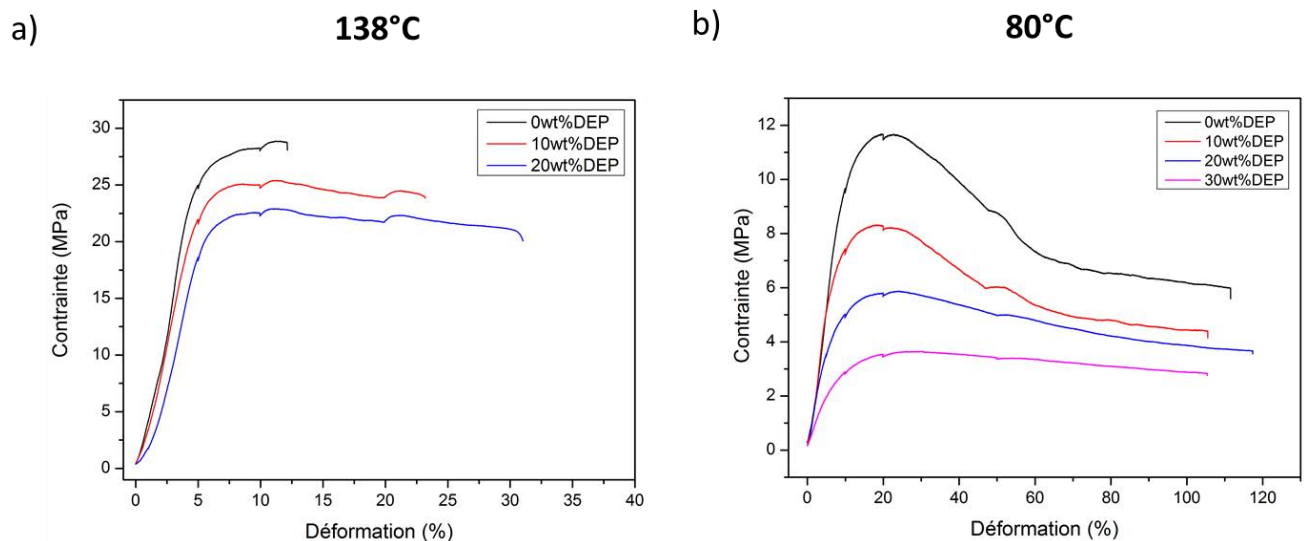 a)
138°C
Contrainte (MPa)
30
25
20
15
10
5
0
0wt%DEP
10wt%DEP
20wt%DEP
0 5 10 15 20 25 30 35 40
Déformation (%)
b)
80°C
Contrainte (MPa)
12
10
8
6
4
2
0
0wt%DEP
10wt%DEP
20wt%DEP
30wt%DEP
0 20 40 60 80 100 120
Déformation (%)